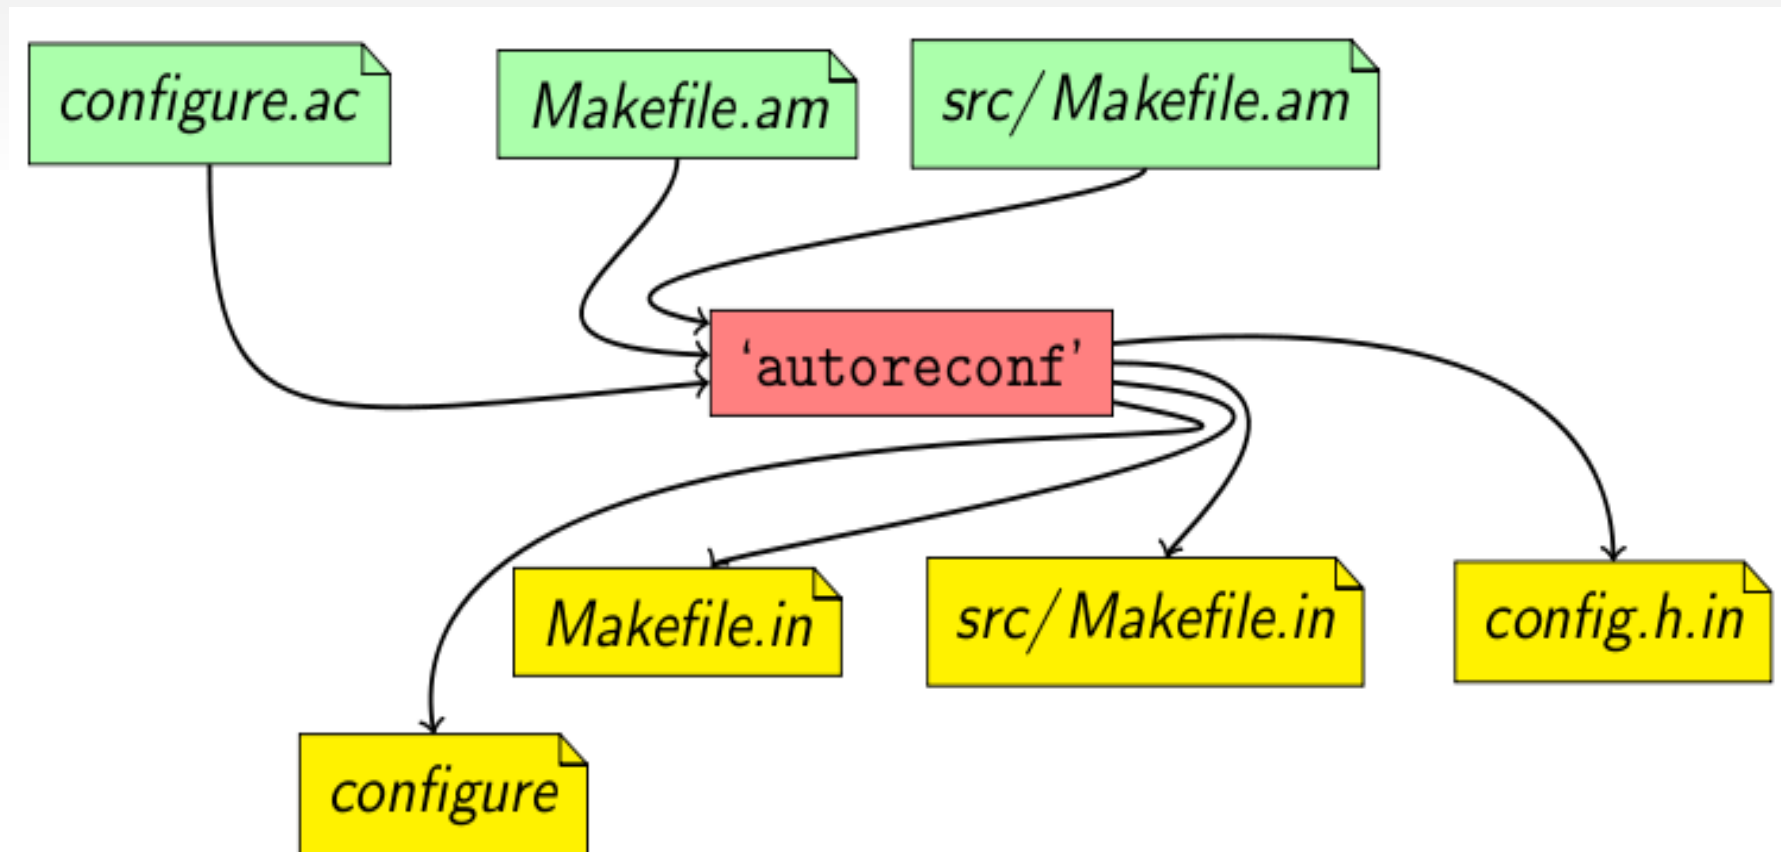 configure.ac
Makefile.am
src/Makefile.am
‘autoreconf’
Makefile.in
src/Makefile.in
config.h.in
configure